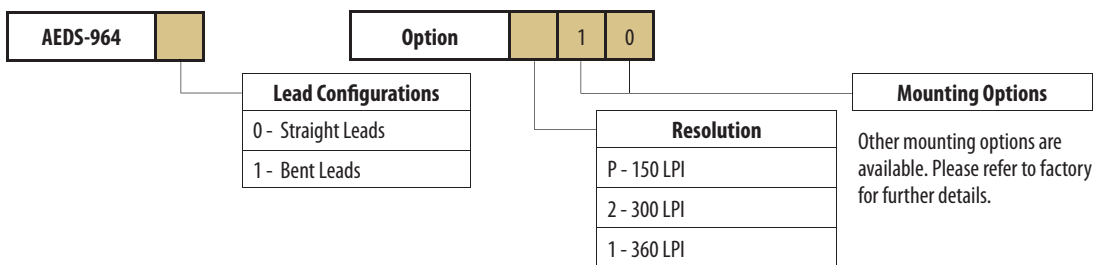 AEDS-964
Option 1 0
Lead Configurations
0 - Straight Leads
1 - Bent Leads
Resolution
P - 150 LPI
2 - 300 LPI
1 - 360 LPI
Mounting Options
Other mounting options are
available. Please refer to factory
for further details.